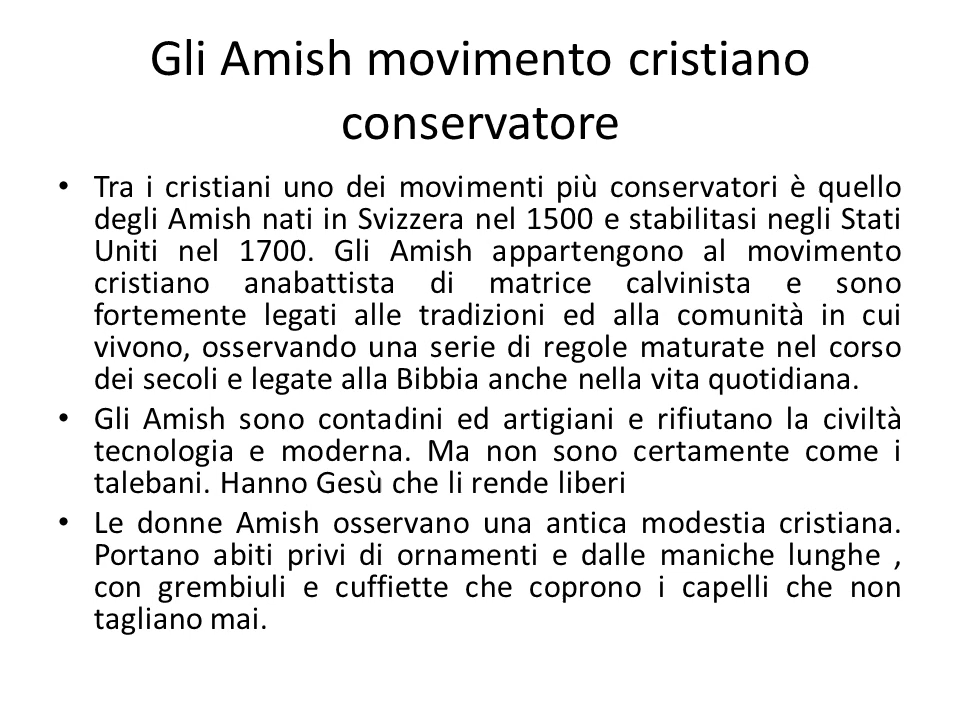 Gli Amish movimento cristiano
conservatore
• Tra i cristiani uno dei movimenti più conservatori è quello
degli Amish nati in Svizzera nel 1500 e stabilitasi negli Stati
Uniti nel 1700. Gli Amish appartengono al movimento
cristiano anabattista di matrice calvinista e sono
fortemente legati alle tradizioni ed alla comunità in cui
vivono, osservando una serie di regole maturate nel corso
dei secoli e legate alla Bibbia anche nella vita quotidiana.
• Gli Amish sono contadini ed artigiani e rifiutano la civiltà
tecnologia e moderna. Ma non sono certamente come i
talebani. Hanno Gesù che li rende liberi
• Le donne Amish osservano una antica modestia cristiana.
Portano abiti privi di ornamenti e dalle maniche lunghe ,
con grembiuli e cuffiette che coprono i capelli che non
tagliano mai.